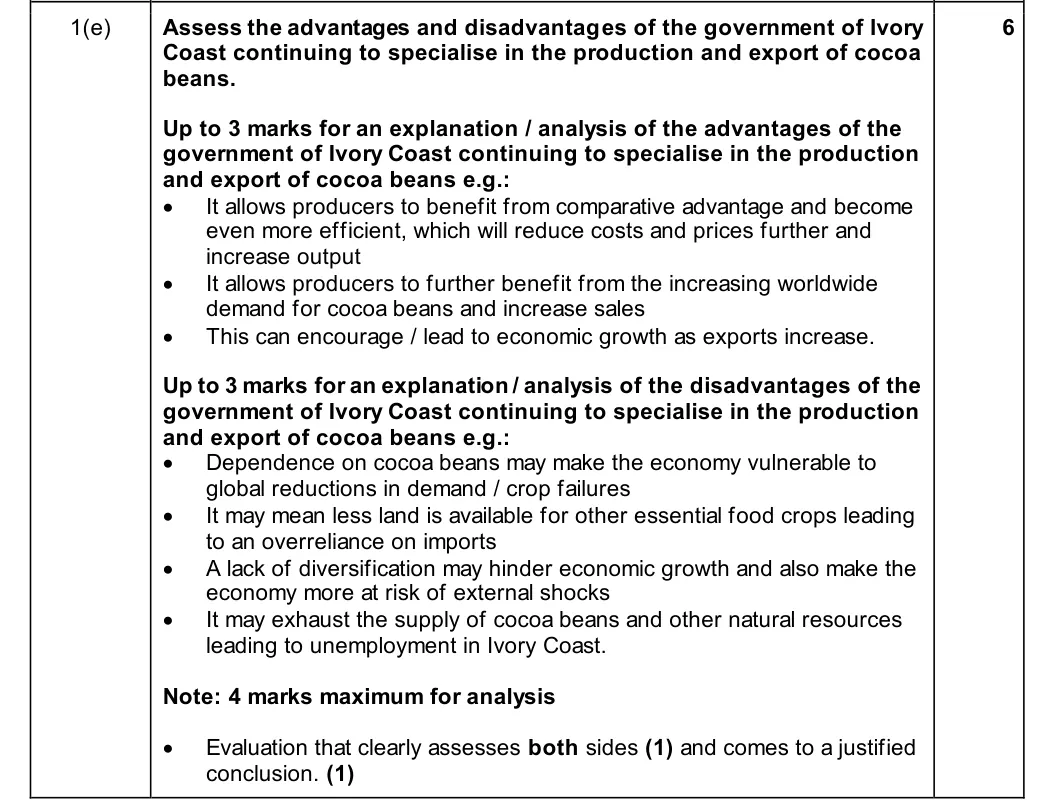 1(e) Assess the advantages and disadvantages of the government of Ivory 6
Coast continuing to specialise in the production and export of cocoa
beans.
Up to 3 marks for an explanation / analysis of the advantages of the
government of Ivory Coast continuing to specialise in the production
and export of cocoa beans e.g.:
• It allows producers to benefit from comparative advantage and become
even more efficient, which will reduce costs and prices further and
increase output
• It allows producers to further benefit from the increasing worldwide
demand for cocoa beans and increase sales
• This can encourage / lead to economic growth as exports increase.
Up to 3 marks for an explanation / analysis of the disadvantages of the
government of Ivory Coast continuing to specialise in the production
and export of cocoa beans e.g.:
• Dependence on cocoa beans may make the economy vulnerable to
global reductions in demand / crop failures
• It may mean less land is available for other essential food crops leading
to an overreliance on imports
• A lack of diversification may hinder economic growth and also make the
economy more at risk of external shocks
• It may exhaust the supply of cocoa beans and other natural resources
leading to unemployment in Ivory Coast.
Note: 4 marks maximum for analysis
• Evaluation that clearly assesses both sides (1) and comes to a justified
conclusion. (1)